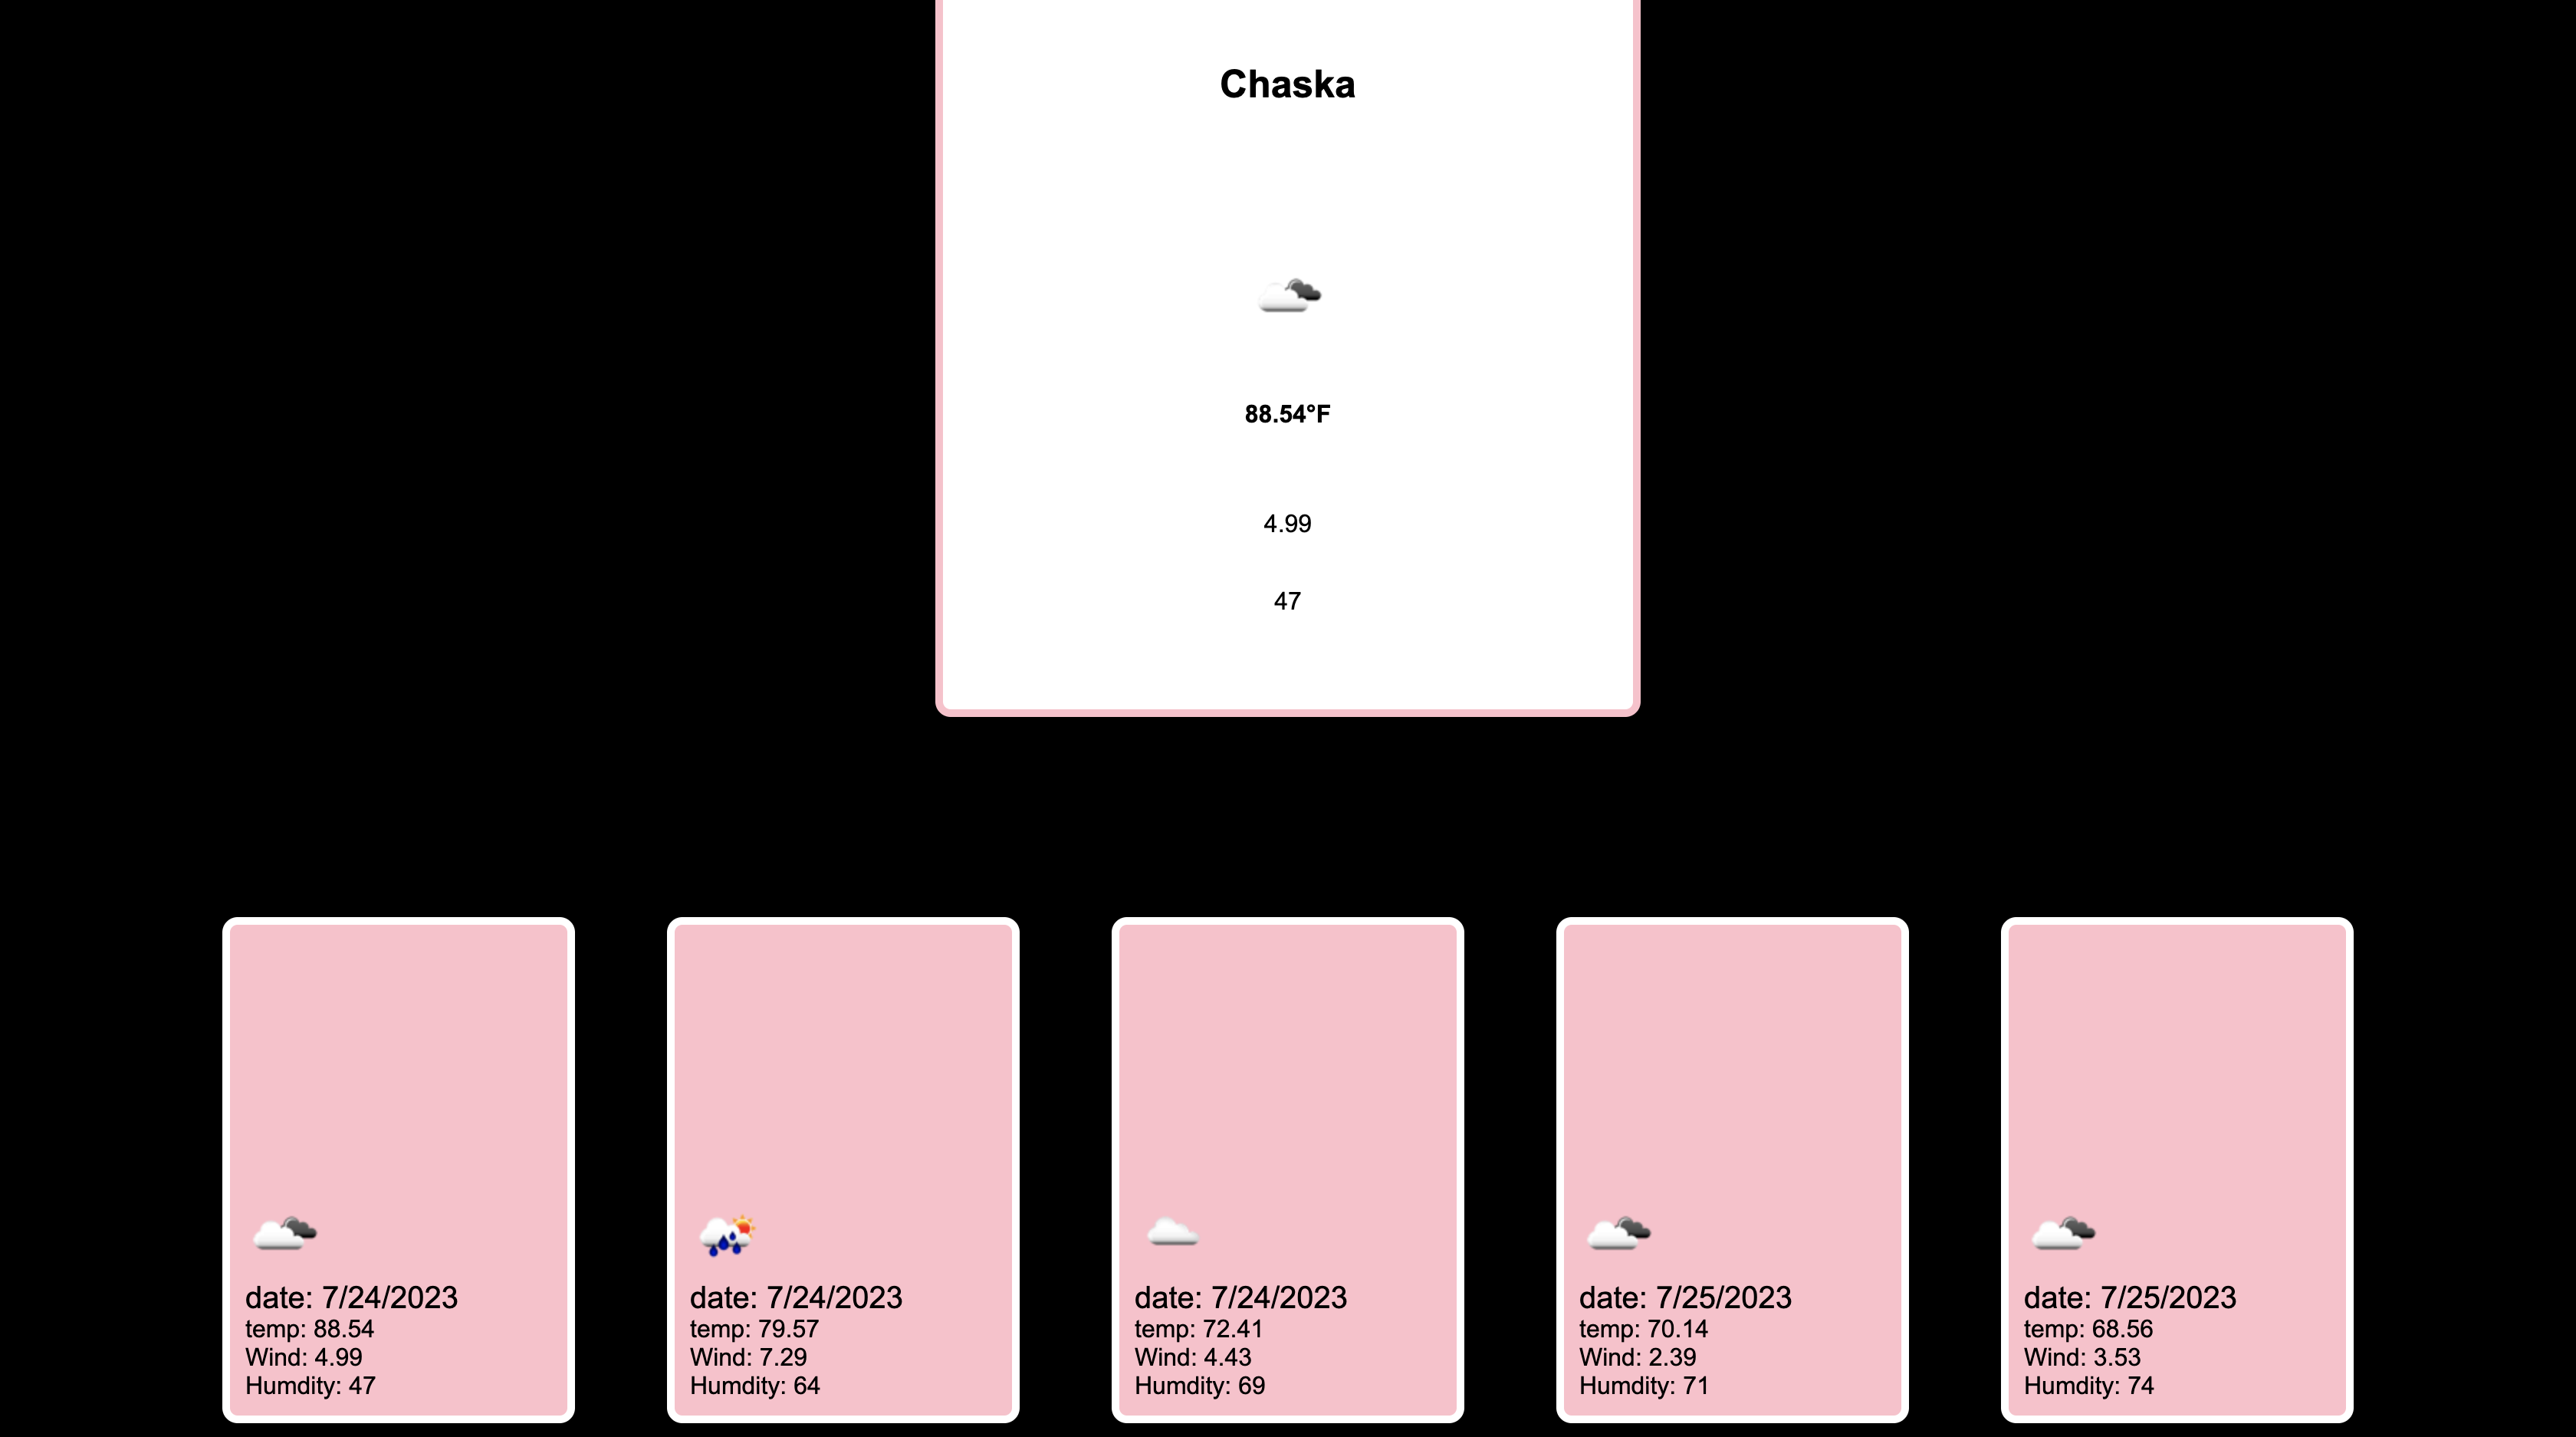 Chaska
88.54°F
4.99
47
date: 7/24/2023
temp: 88.54
Wind: 4.99
Humdity: 47
date: 7/24/2023
temp: 79.57
Wind: 7.29
Humdity: 64
date: 7/24/2023
temp: 72.41
Wind: 4.43
Humdity: 69
date: 7/25/2023
temp: 70.14
Wind: 2.39
Humdity: 71
date: 7/25/2023
temp: 68.56
Wind: 3.53
Humdity: 74